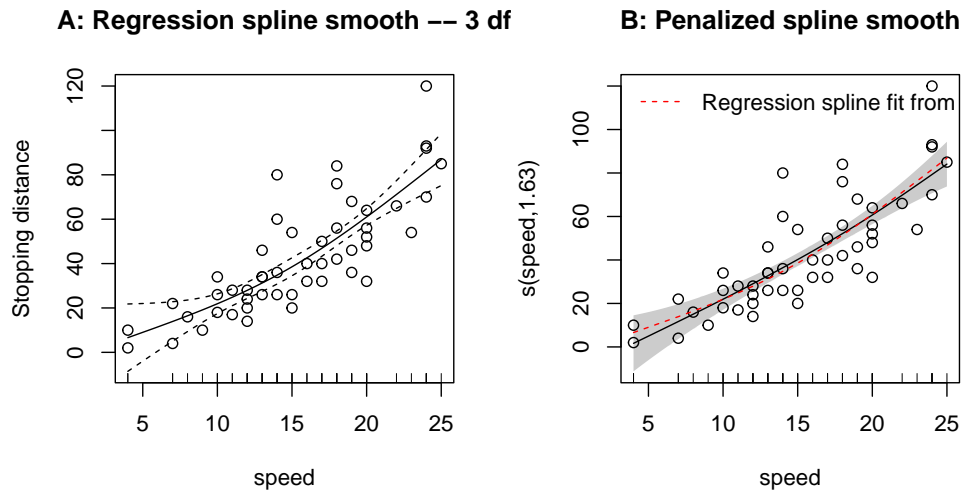 A: Regression spline smooth −− 3 df
Stopping distance
120
80
60
40
20
0
5
10
15
20
25
speed
B: Penalized spline smooth
Regression spline fit from
s(speed,1.63)
100
60
20
0
5
10
15
20
25
speed